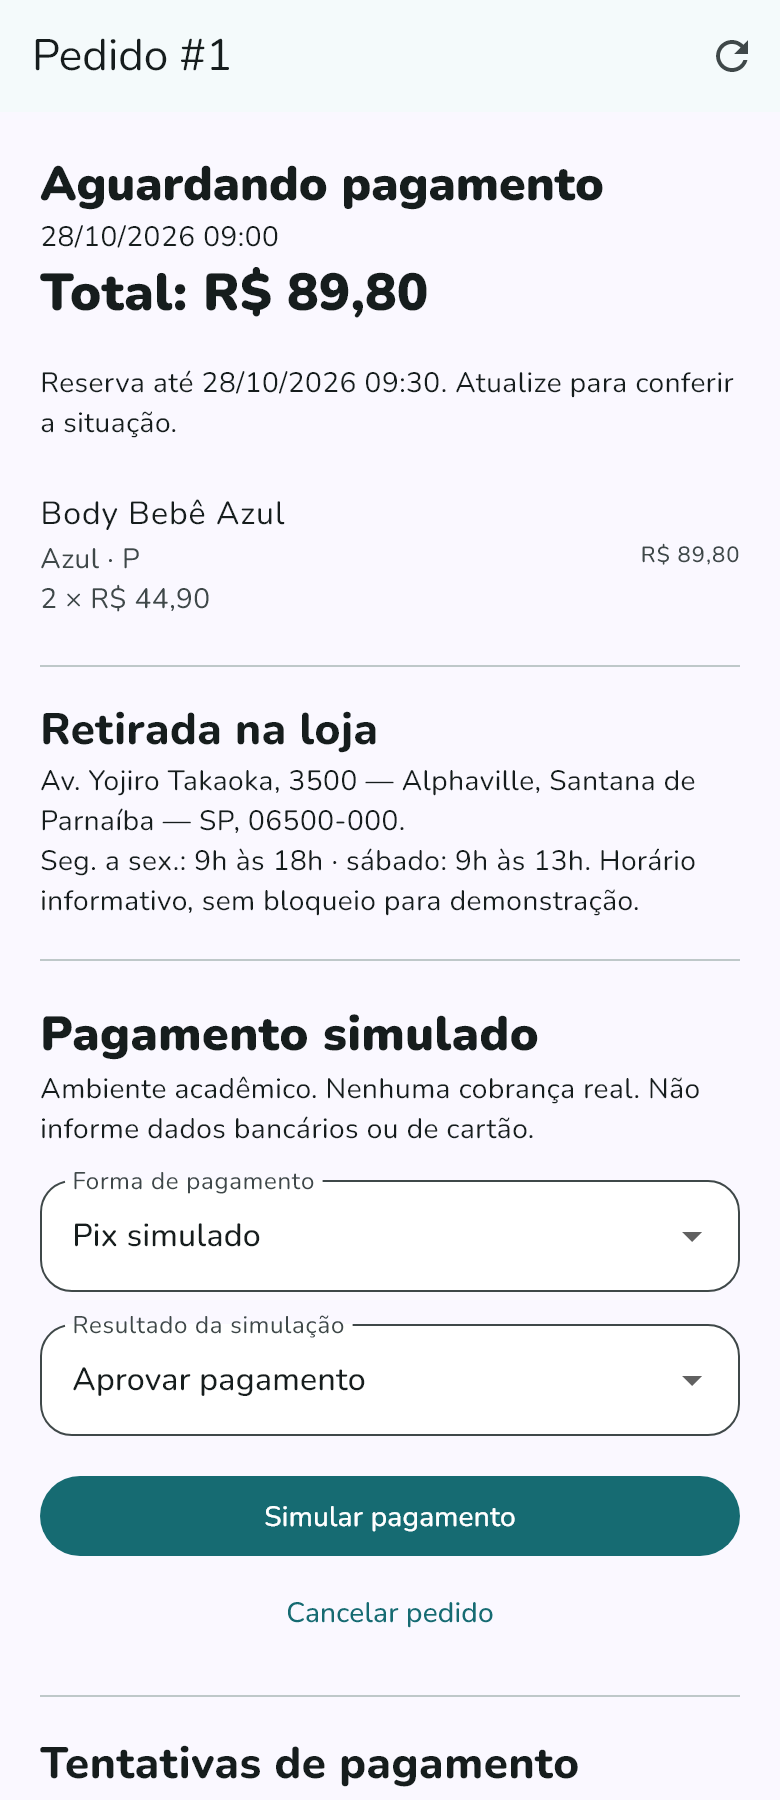 Pedido #1
Aguardando pagamento
28/10/2026 09:00
Total: R$ 89,80
Reserva até 28/10/2026 09:30. Atualize para conferir
a situação.
Body Bebê Azul
Azul · P
R$ 89,80
2 × R$ 44,90
Retirada na loja
Av. Yojiro Takaoka, 3500 — Alphaville, Santana de
Parnaíba — SP, 06500-000.
Seg. a sex.: 9h às 18h · sábado: 9h às 13h. Horário
informativo, sem bloqueio para demonstração.
Pagamento simulado
Ambiente acadêmico. Nenhuma cobrança real. Não
informe dados bancários ou de cartão.
Forma de pagamento
Pix simulado
Resultado da simulação
Aprovar pagamento
Simular pagamento
Cancelar pedido
Tentativas de pagamento